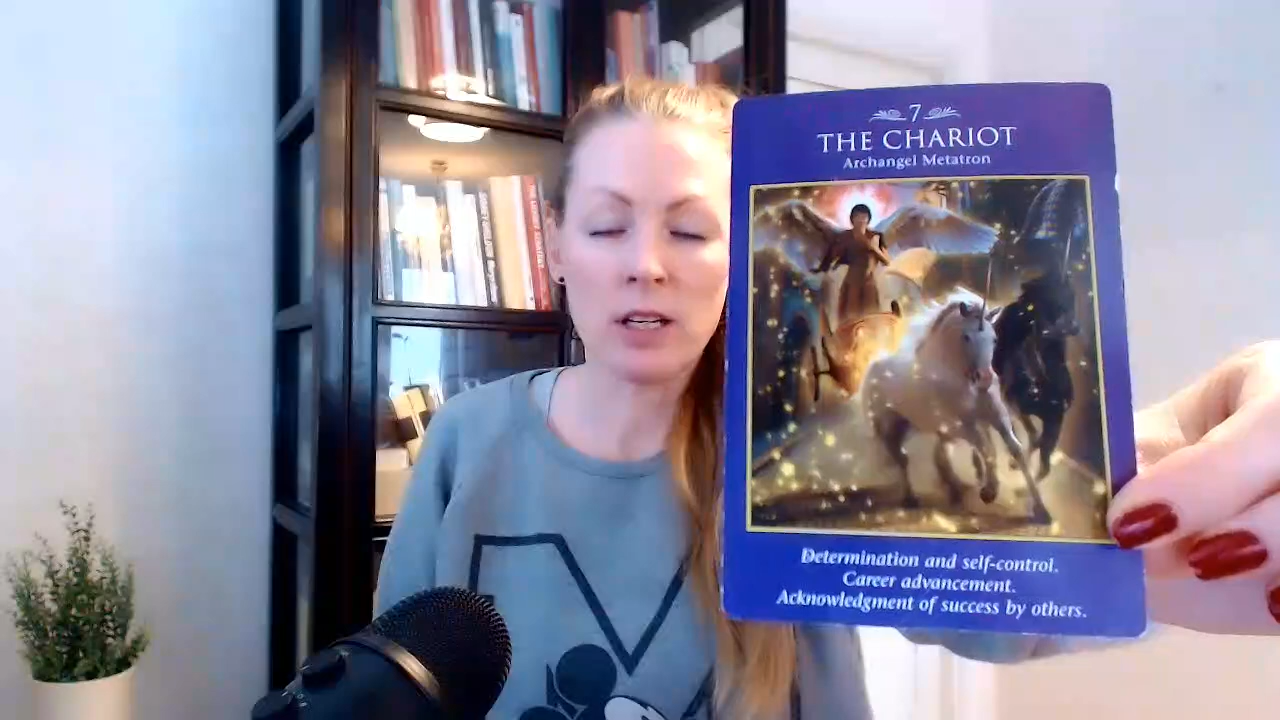 7
THE CHARIOT
Archangel Metatron
Determination and self-control.
Career advancement.
Acknowledgment of success by others.
M